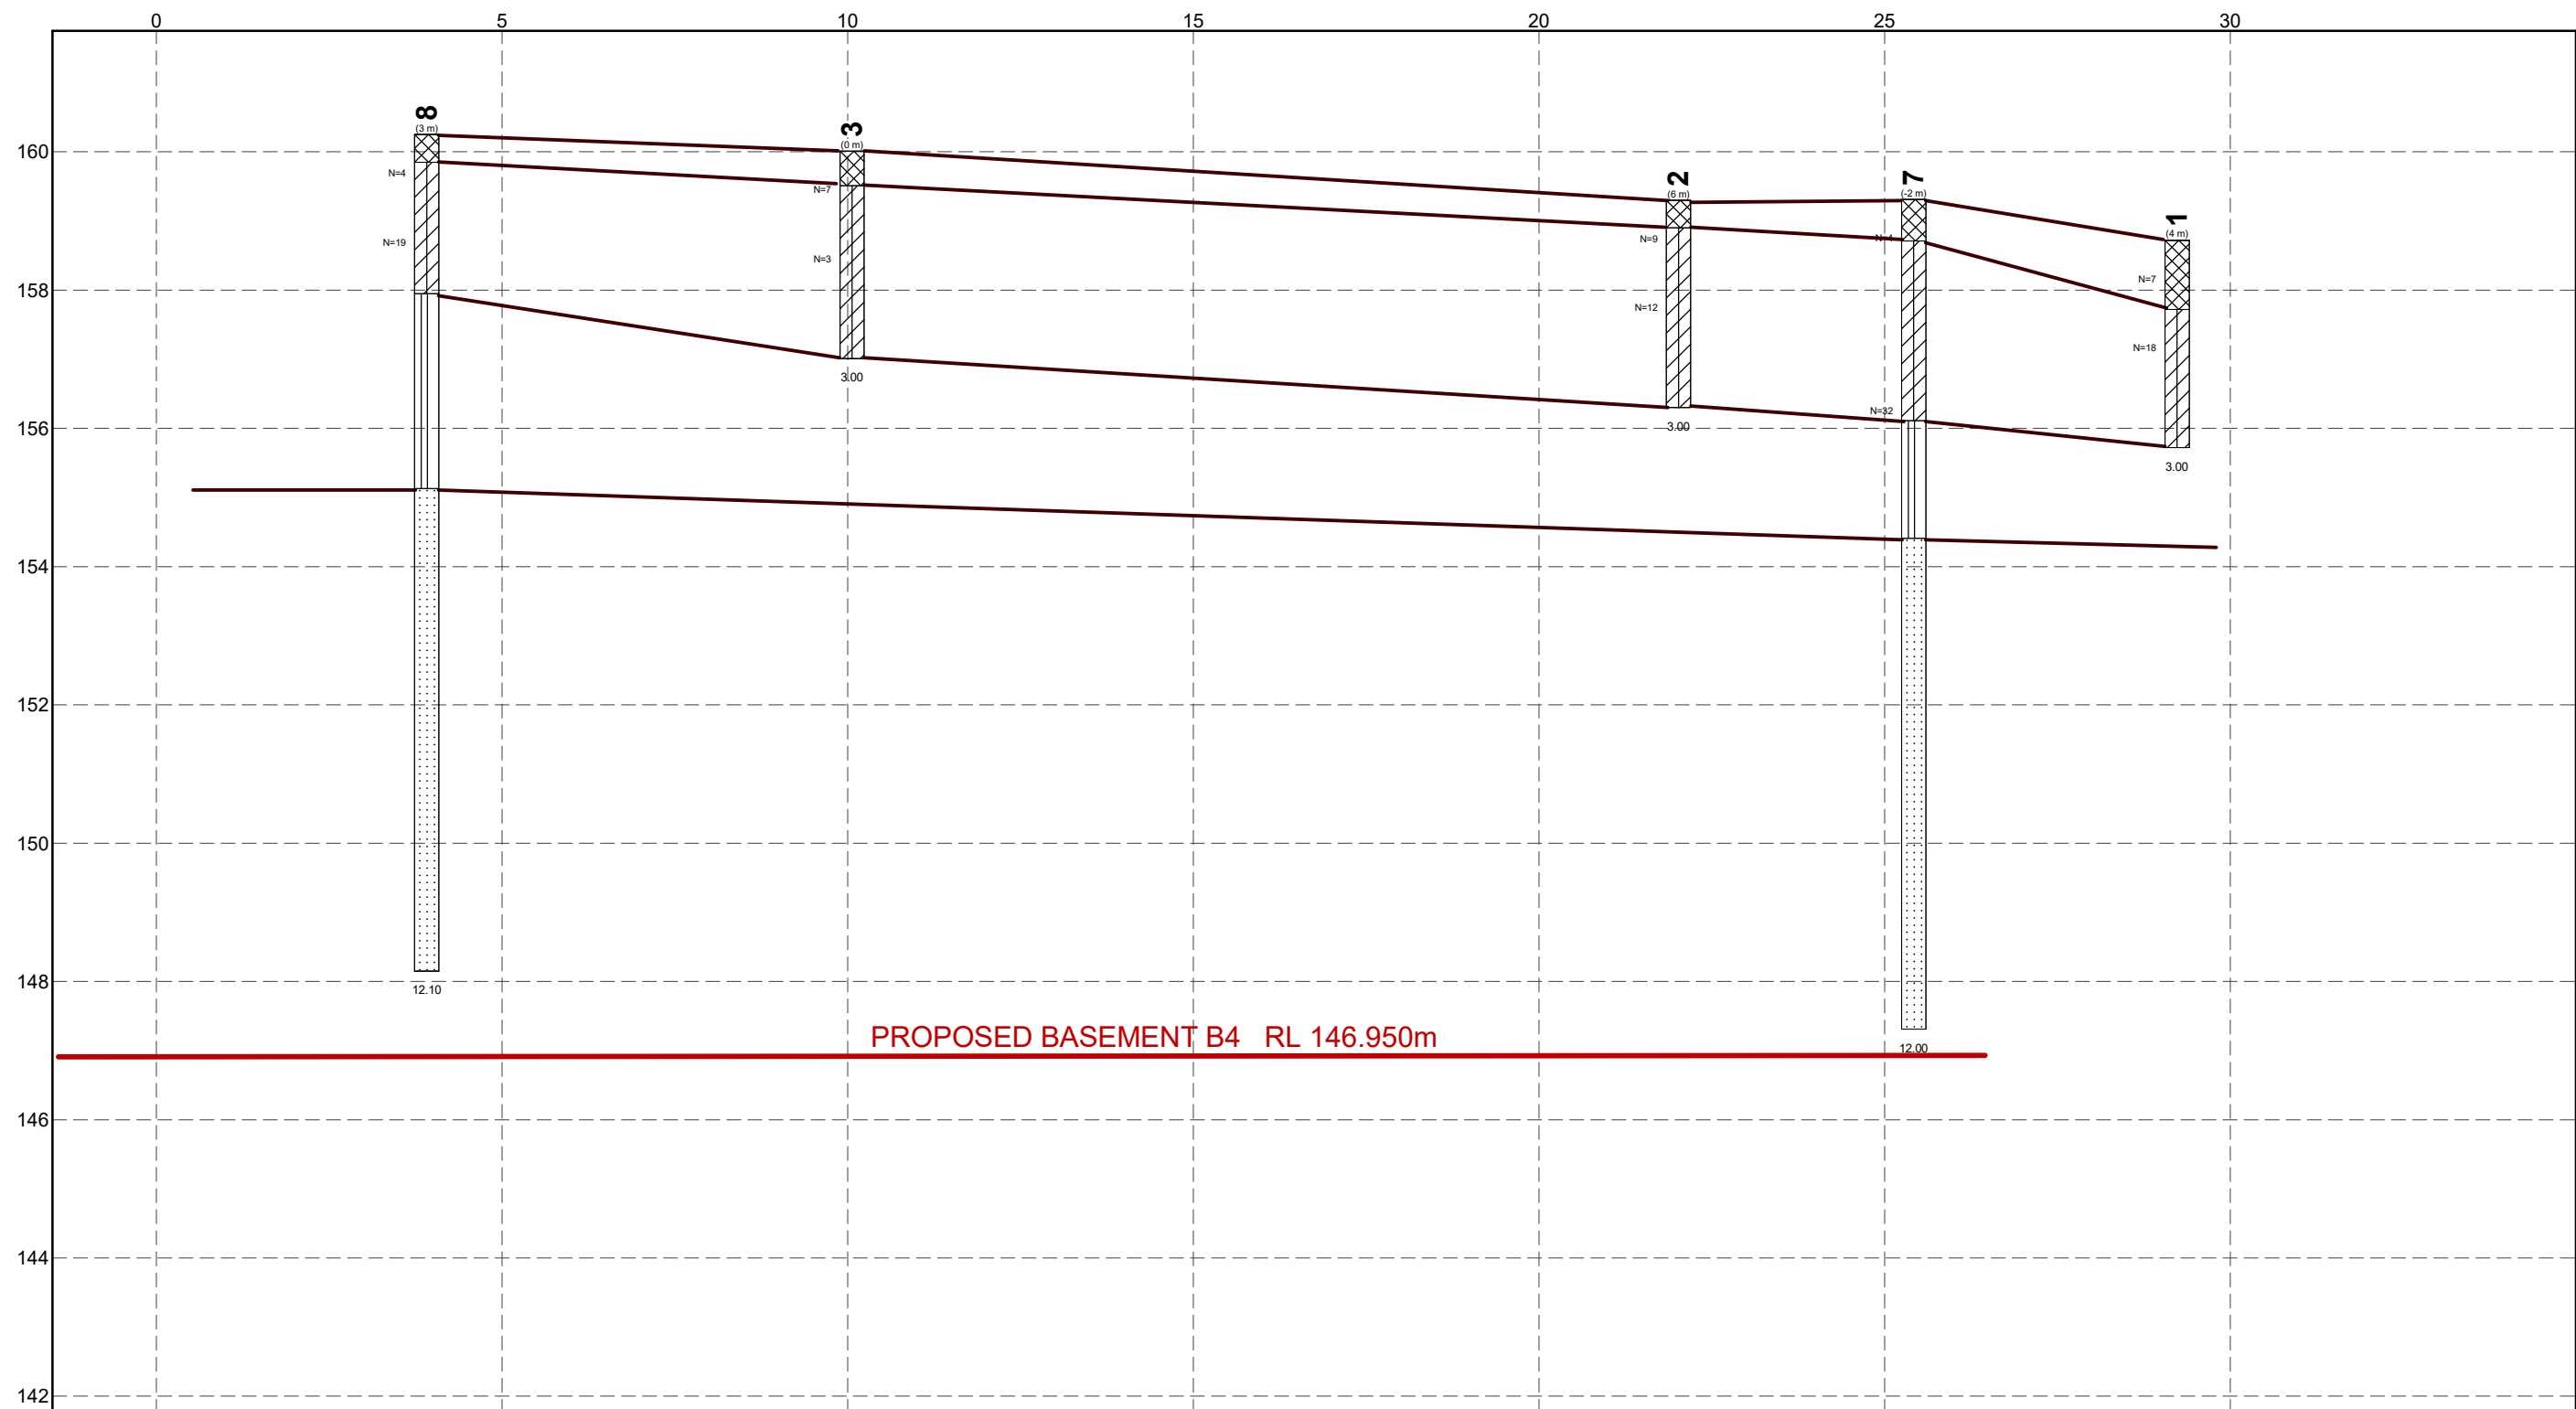 0 5 10 15 20 25 30
8
(3 m)
3
(0 m)
160
2
(6 m)
7
(-2 m)
1
(4 m)
N=4
N=7
N=19
N=3
N=9
N=4
N=7
158
N=12
N=18
3.00
N=32
156
3.00
3.00
154
152
150
148
12.10
PROPOSED BASEMENT B4 RL 146.950m
12.00
146
144
142